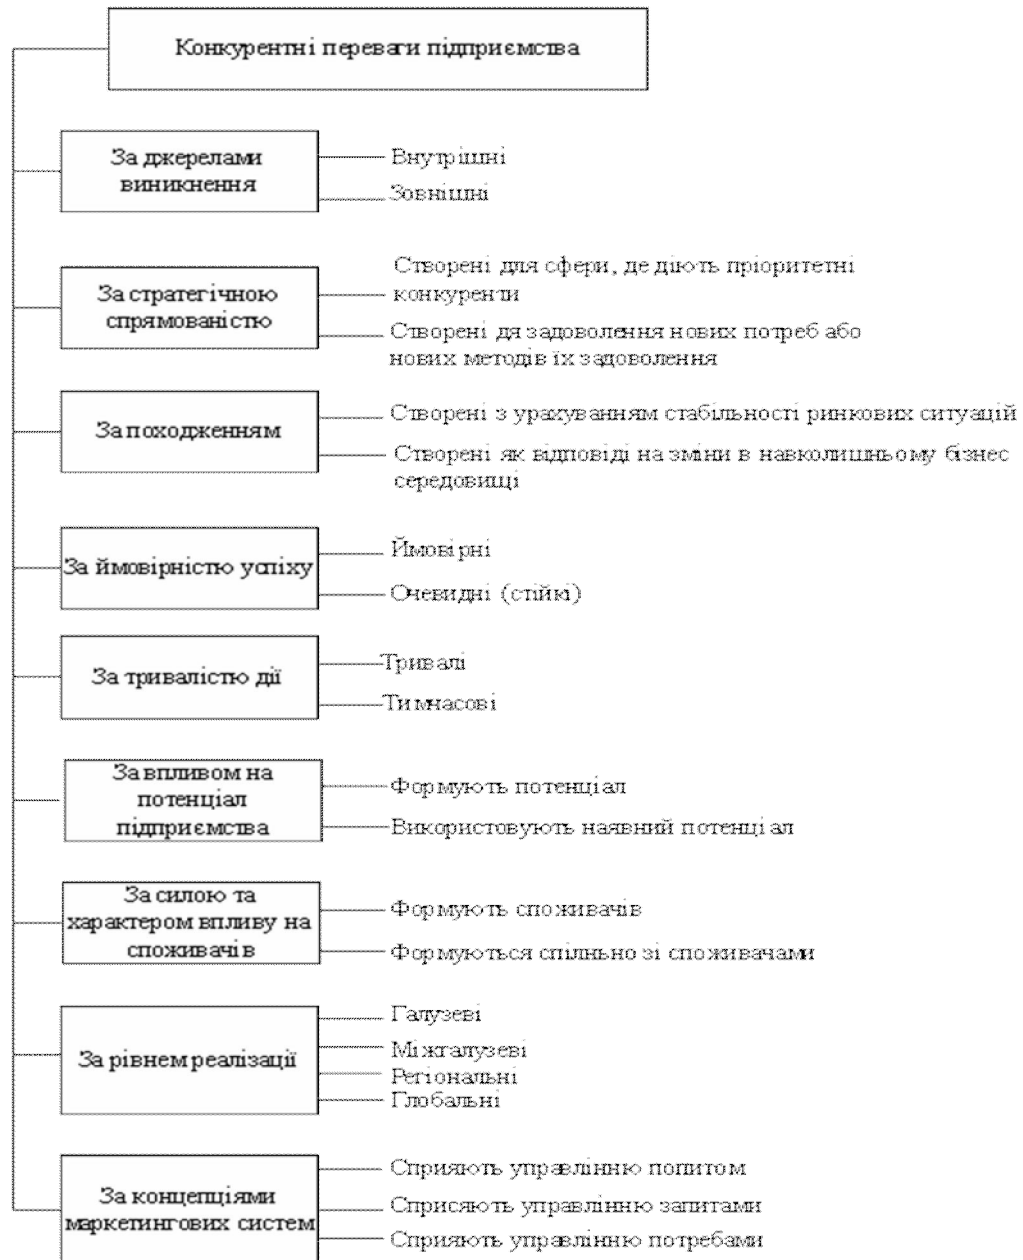 Конкурентні переваги підприємства
За джерелами
виникнення
Внутрішні
Зовнішні
За стратегічною
спрямованістю
Створені для сфери, де діють пріоритетні
конкуренти
Створені дя задоволення нових потреб або
нових методів їх задоволення
За походженням
Створені з урахуванням стабільності ринкових ситуацій
Створені як відповіді на зміни в навколишньому бізнес
середовищі
За ймовірністю успіху
Ймовірні
Очевидні (стійкі)
За тривалістю дії
Тривалі
Тимчасові
За впливом на
потенціал
підприємства
Формують потенціал
Використовують наявний потенціал
За силою та
характером впливу на
споживачів
Формують споживачів
Формуються спілньно зі споживачами
За рівнем реалізації
Галузеві
Міжгалузеві
Регіональні
Глобальні
За концепціями
маркетингових систем
Сприяють управлінню попитом
Сприсяють управлінню запитами
Сприяють управлінню потребами